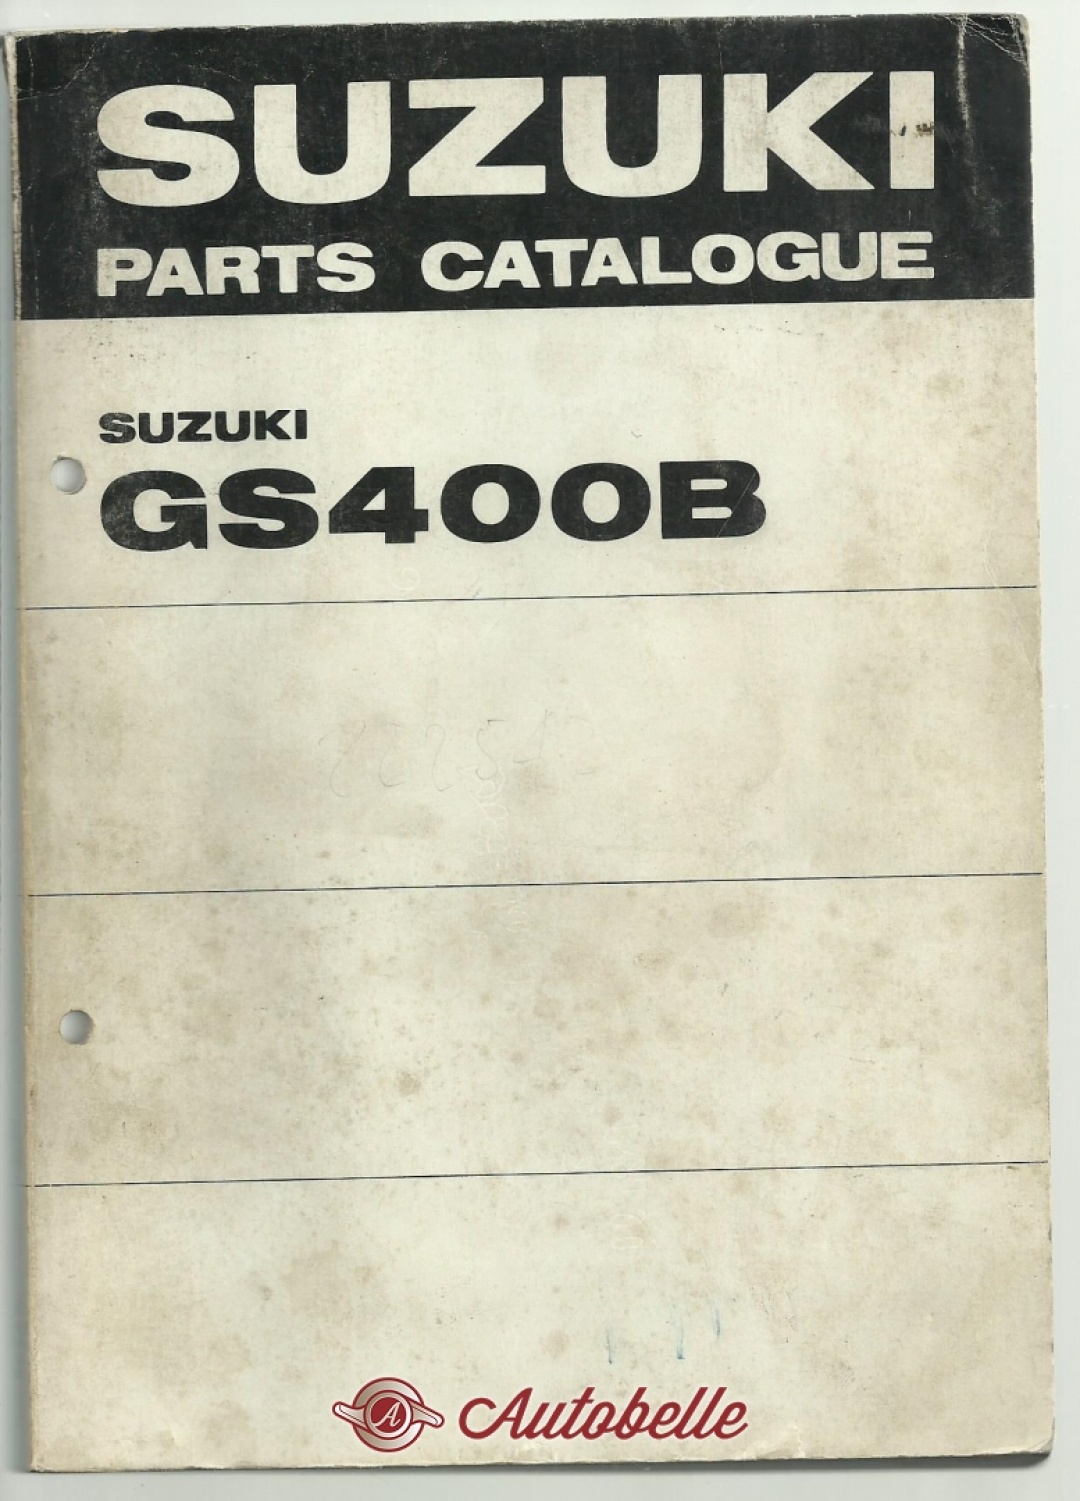 SUZUKI
PARTS CATALOGUE
SUZUKI
GS400B
A Autobelle